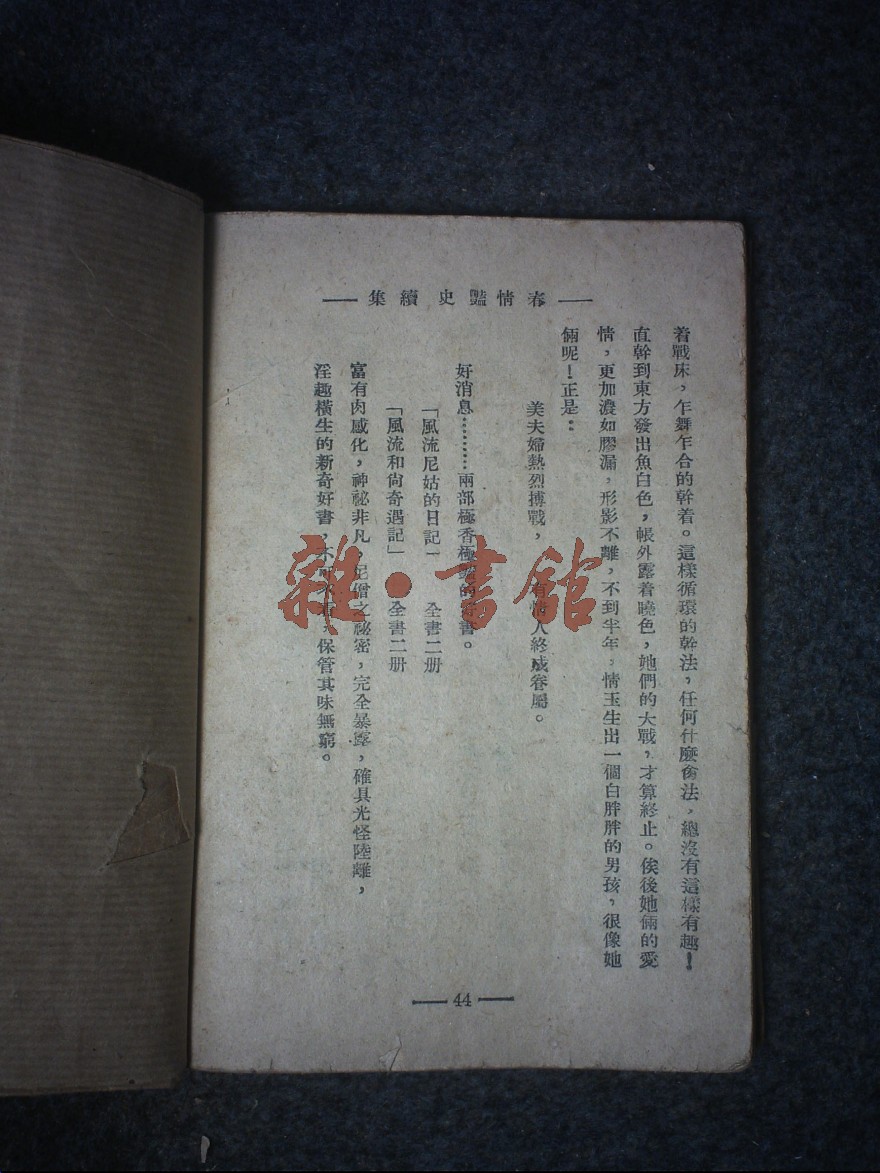 春情豔史 續集
着戰床，乍舞乍合的幹着。這樣循環的幹法，任何什麼肏法，總沒有這樣有趣！
直幹到東方發出魚白色，帳外露着曉色，她們的大戰，才算終止。俟後她倆的愛
情，更加濃如膠漏，形影不離，不到半年，情玉生出一個白胖胖的男孩，很像她
倆呢！正是：
美夫婦熱烈搏戰， 有情人終成眷屬。
好消息………兩部極香極豔的奇書。
「風流尼姑的日記」 全書二册
「風流和尙奇遇記」 全書二册
富有肉感化，神祕非凡，尼僧之祕密，完全暴露，確具光怪陸離，
淫趣橫生的新奇好書，不可不看，保管其味無窮。
雜·書館
44